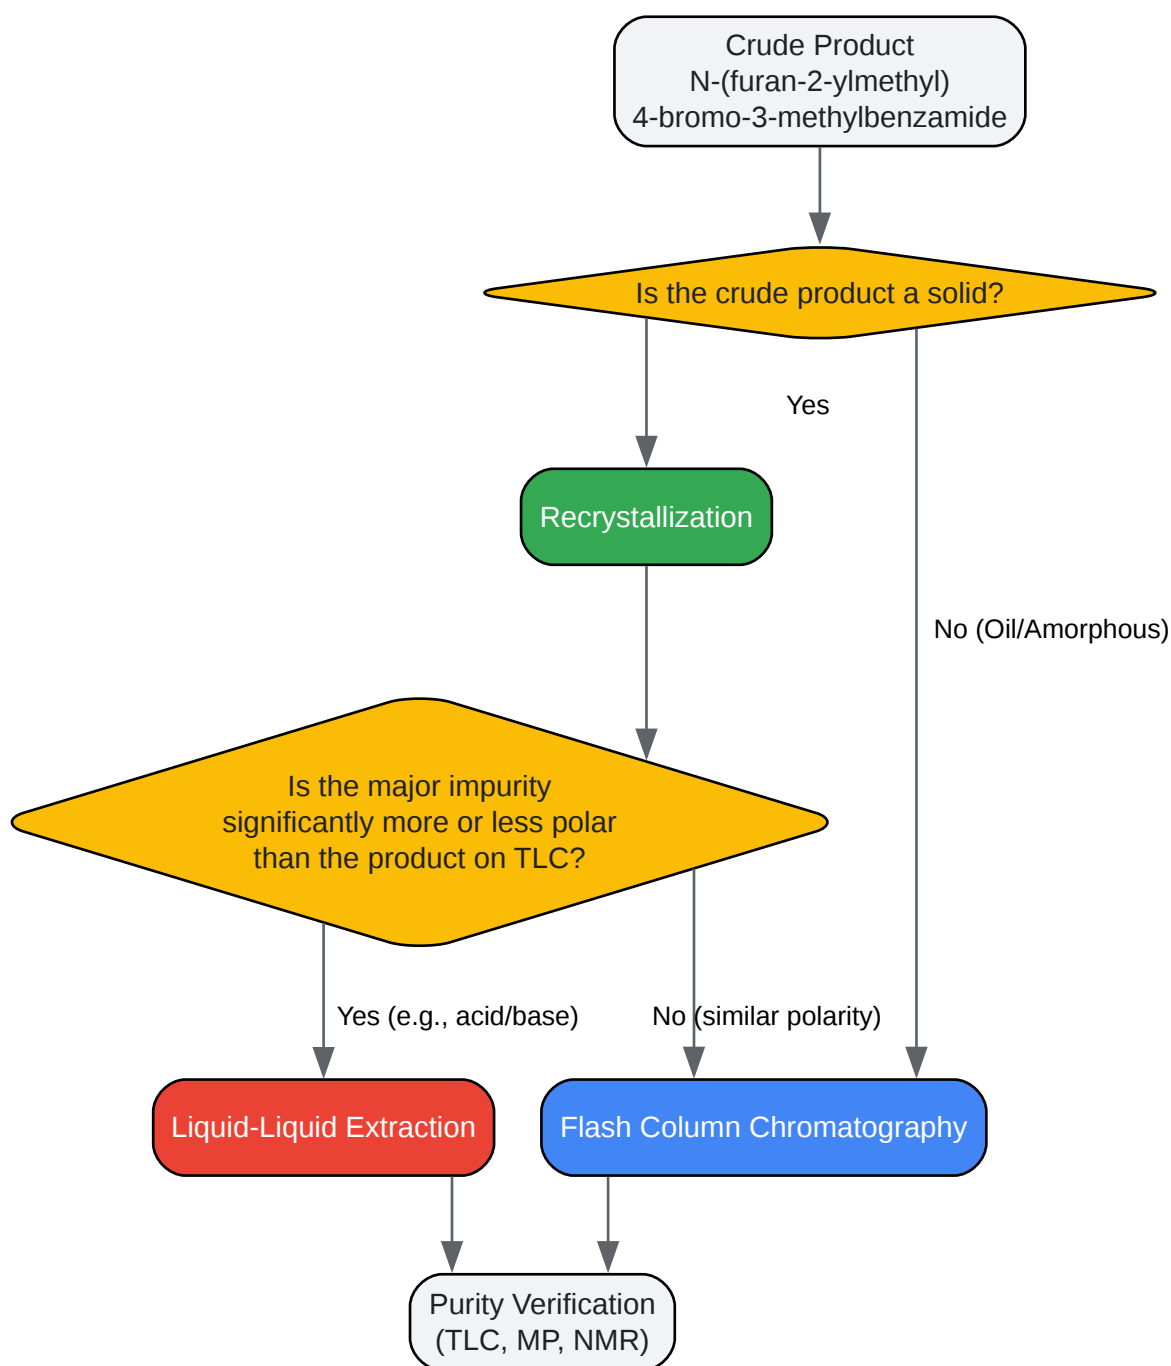 Crude Product
N-(furan-2-ylmethyl)
4-bromo-3-methylbenzamide
Is the crude product a solid?
Yes
Recrystallization
No (Oil/Amorphous)
Is the major impurity
significantly more or less polar
than the product on TLC?
Yes (e.g., acid/base)
No (similar polarity)
Liquid-Liquid Extraction
Flash Column Chromatography
Purity Verification
(TLC, MP, NMR)